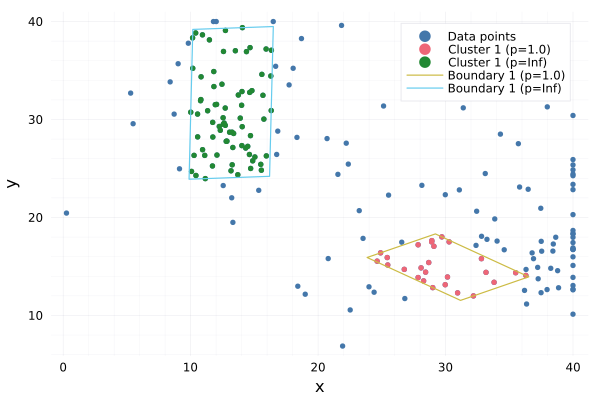 40
30
20
10
y
0
10
20
30
40
x
Data points
Cluster 1 (p=1.0)
Cluster 1 (p=Inf)
Boundary 1 (p=1.0)
Boundary 1 (p=Inf)